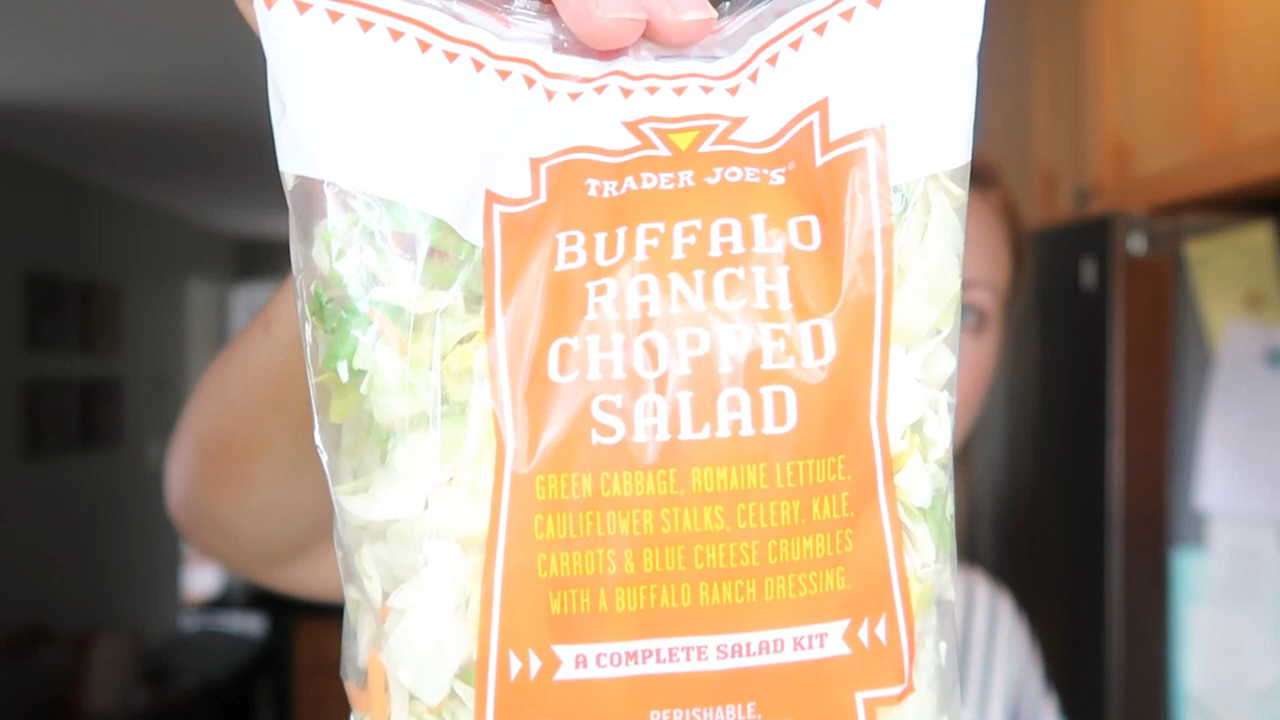 TRADER JOE'S®
BUFFALO
RANCH
CHOPPED
SALAD
GREEN CABBAGE, ROMAINE LETTUCE,
CAULIFLOWER STALKS, CELERY, KALE,
CARROTS & BLUE CHEESE CRUMBLES
WITH A BUFFALO RANCH DRESSING.
A COMPLETE SALAD KIT
PERISHABLE,